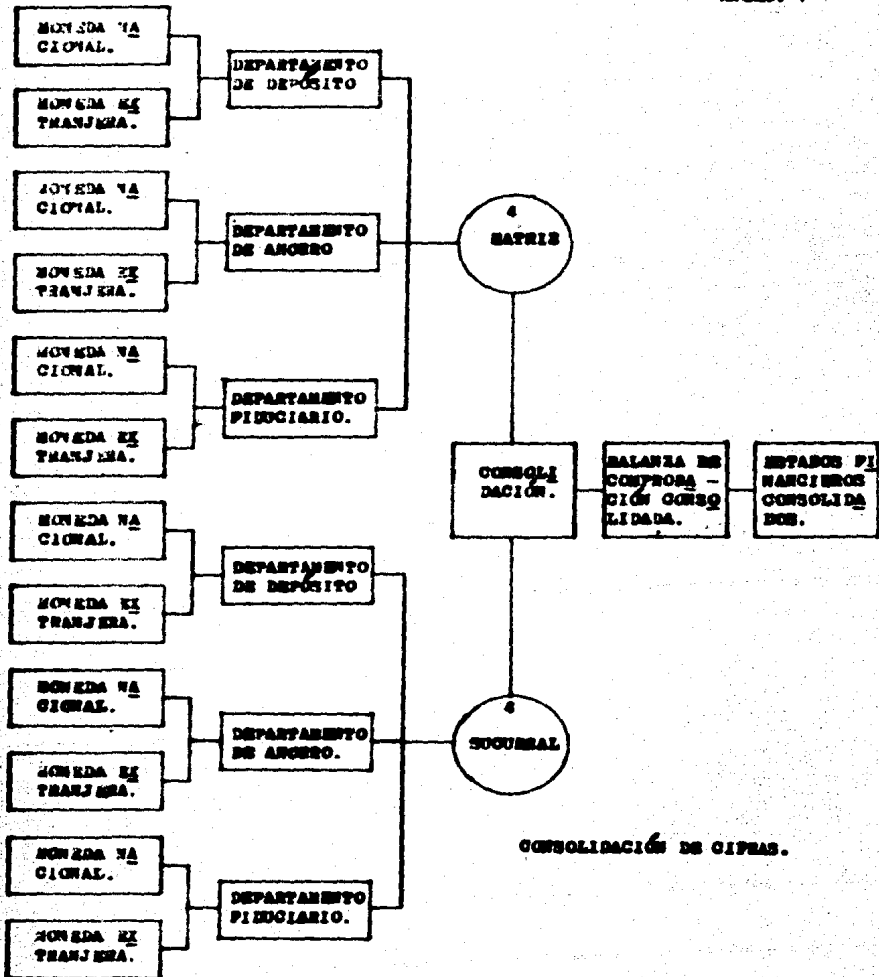 MONEDA NA
CIONAL.
MONEDA EX
TRANJERA.
DEPARTAMENTO
DE DEPÓSITO
MONEDA NA
CIONAL.
MONEDA EX
TRANJERA.
DEPARTAMENTO
DE AHORRO
MONEDA NA
CIONAL.
MONEDA EX
TRANJERA.
DEPARTAMENTO
FIDUCIARIO.
4
MATRIZ
MONEDA NA
CIONAL.
MONEDA EX
TRANJERA.
DEPARTAMENTO
DE DEPÓSITO
MONEDA NA
CIONAL.
MONEDA EX
TRANJERA.
DEPARTAMENTO
DE AHORRO.
MONEDA NA
CIONAL.
MONEDA EX
TRANJERA.
DEPARTAMENTO
FIDUCIARIO.
4
SUCURSAL
CONSOLI
DACIÓN.
BALANZA DE
COMPROBA -
CIÓN CONSO
LIDADA.
ESTADOS FI
NANCIEROS
CONSOLIDA
DOS.
CONSOLIDACIÓN DE CIFRAS.